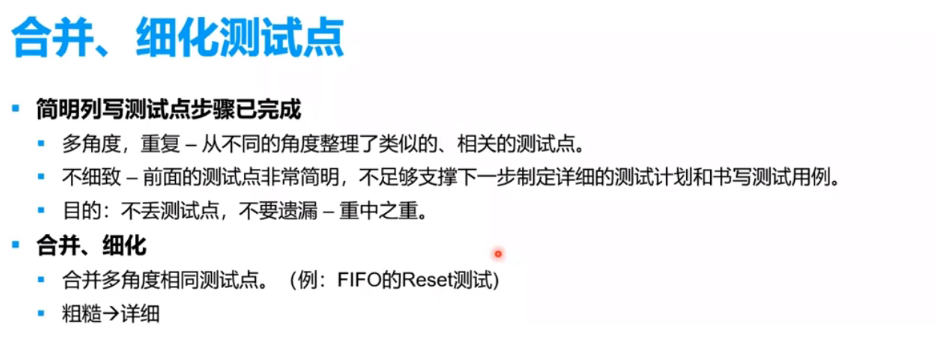 合并、细化测试点
简明列写测试点步骤已完成
多角度，重复 – 从不同的角度整理了类似的、相关的测试点。
不细致 – 前面的测试点非常简明，不足够支撑下一步制定详细的测试计划和书写测试用例。
目的：不丢测试点，不要遗漏 – 重中之重。
合并、细化
合并多角度相同测试点。（例：FIFO的Reset测试）
粗糙→详细